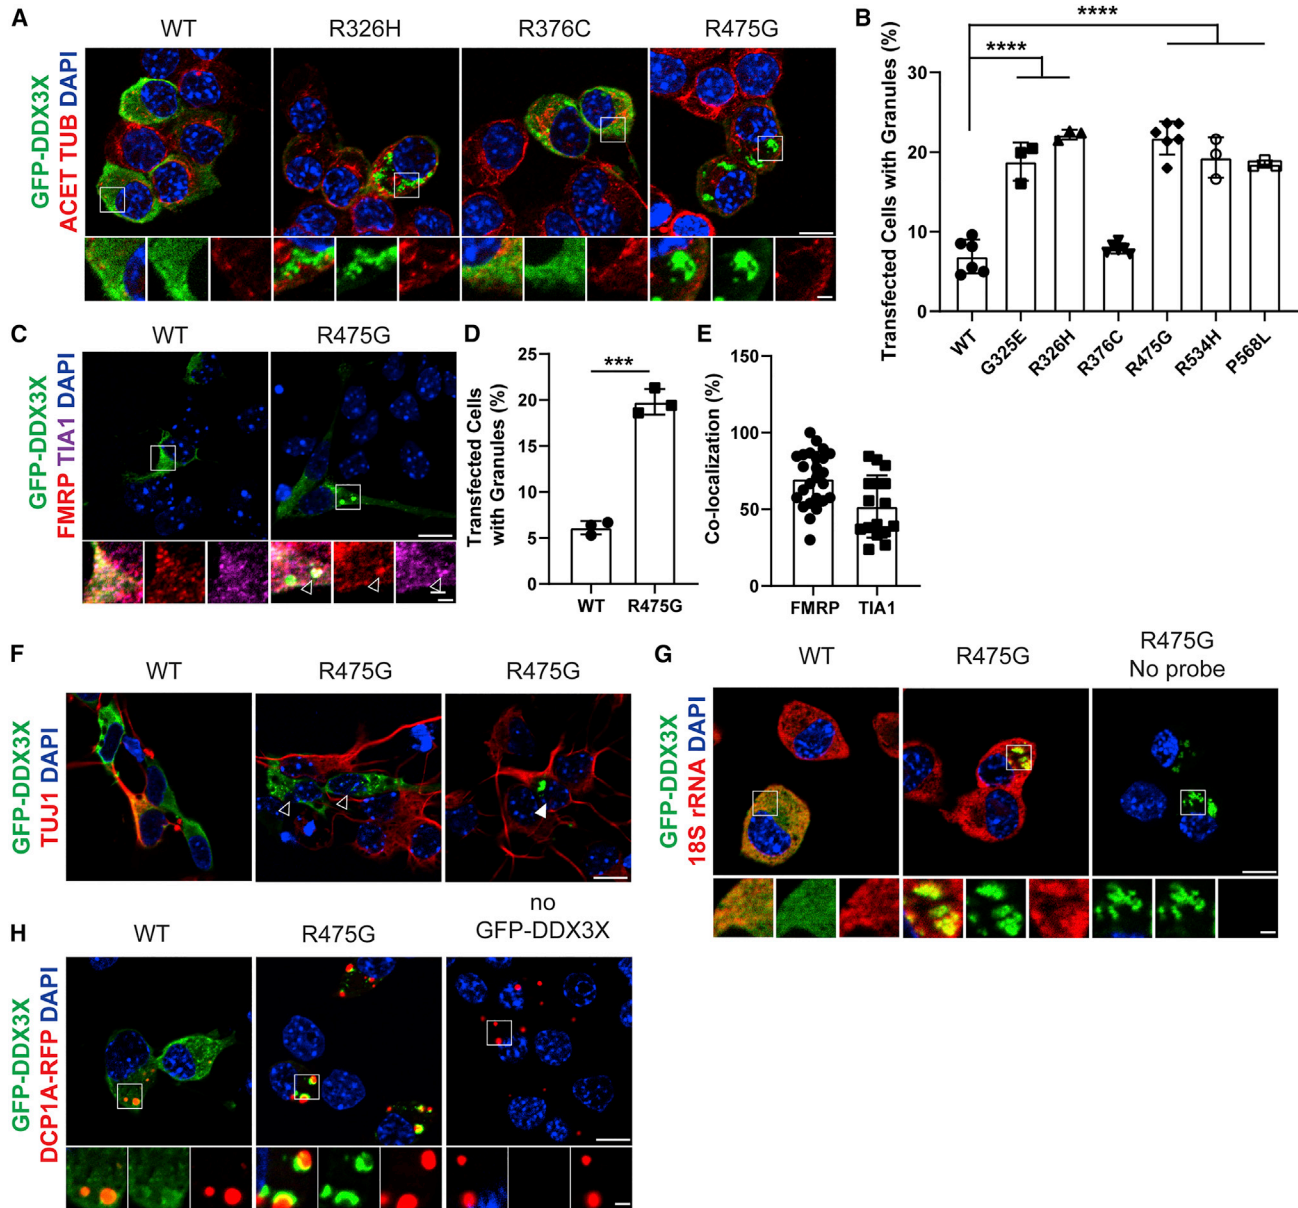 A
WT
R326H
R376C
R475G
GFP-DDX3X
ACET TUB DAPI
B
****
****
Transfected Cells with Granules (%)
30
20
10
0
WT
G325E
R326H
R376C
R475G
R534H
P568L
C
WT
R475G
GFP-DDX3X
FMRP TIA1 DAPI
D
***
Transfected Cells
with Granules (%)
25
20
15
10
5
0
WT
R475G
E
Co-localization (%)
150
100
50
0
FMRP
TIA1
F
WT
R475G
R475G
GFP-DDX3X
TUJ1 DAPI
G
WT
R475G
R475G
No probe
GFP-DDX3X
18S rRNA DAPI
H
WT
R475G
no
GFP-DDX3X
GFP-DDX3X
DCP1A-RFP DAPI